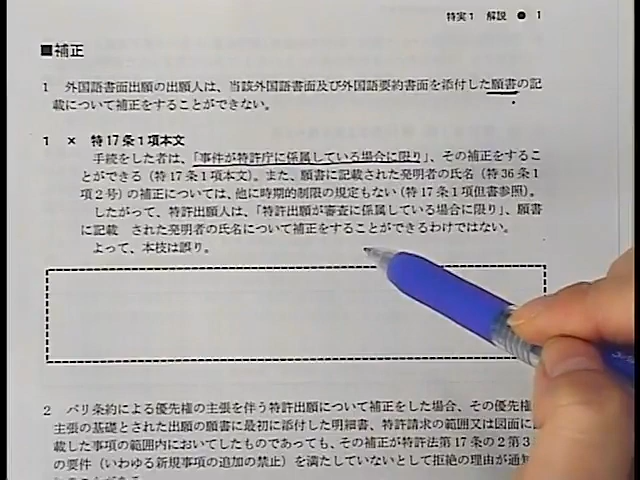 特実1 解説 ● 1
■補正
1 外国語書面出願の出願人は、当該外国語書面及び外国語要約書面を添付した願書の記
載について補正をすることができない。
1 × 特17条1項本文
手続をした者は、「事件が特許庁に係属している場合に限り」、その補正をするこ
とができる（特17条1項本文）。また、願書に記載された発明者の氏名（特36条1
項2号）の補正については、他に時期的制限の規定もない（特17条1項但書参照）。
したがって、特許出願人は、「特許出願が審査に係属している場合に限り」、願書
に記載 された発明者の氏名について補正をすることができるわけではない。
よって、本枝は誤り。
2 パリ条約による優先権の主張を伴う特許出願について補正をした場合、その優先権
主張の基礎とされた出願の願書に最初に添付した明細書、特許請求の範囲又は図面に
載した事項の範囲内においてしたものであっても、その補正が特許法第17条の2第3
の要件（いわゆる新規事項の追加の禁止）を満たしていないとして拒絶の理由が通